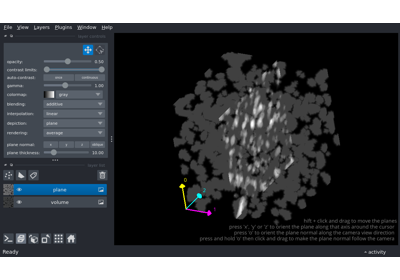 File View Layers Plugins Window Help
layer controls
opacity: 0.50
contrast limits:
auto-contrast: once continuous
gamma: 1.00
colormap: gray
blending: additive
interpolation: linear
depiction: plane
rendering: average
plane normal: z y x oblique
plane thickness: 10.00
layer list
plane
volume
0
2
hift + click and drag to move the planes
press 'x', 'y' or 'z' to orient the plane along that axis around the cursor
press 'o' to orient the plane normal along the camera view direction
press and hold 'o' then click and drag to make the plane normal follow the camera
Ready
activity